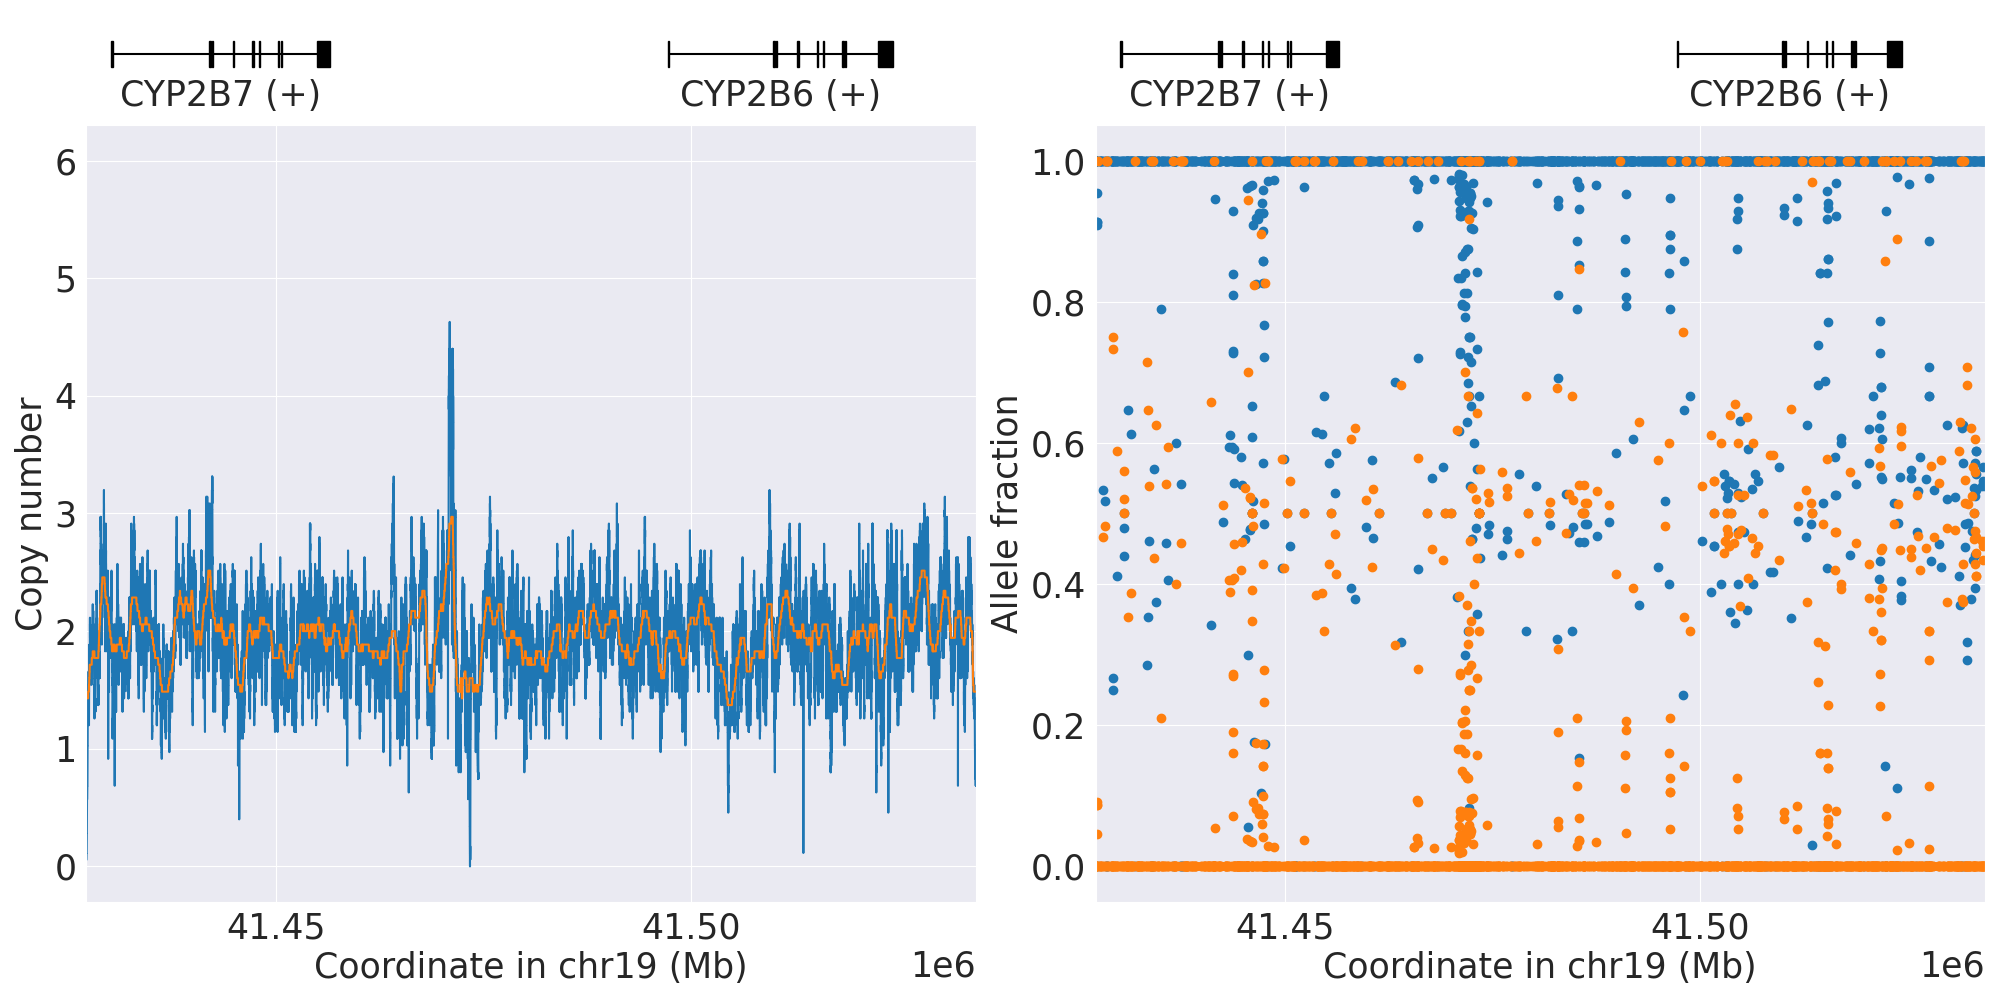 CYP2B7 (+)
CYP2B6 (+)
6
5
4
3
2
1
0
Copy number
41.45
41.50
Coordinate in chr19 (Mb)
1e6
CYP2B7 (+)
CYP2B6 (+)
1.0
0.8
0.6
0.4
0.2
0.0
Allele fraction
41.45
41.50
Coordinate in chr19 (Mb)
1e6